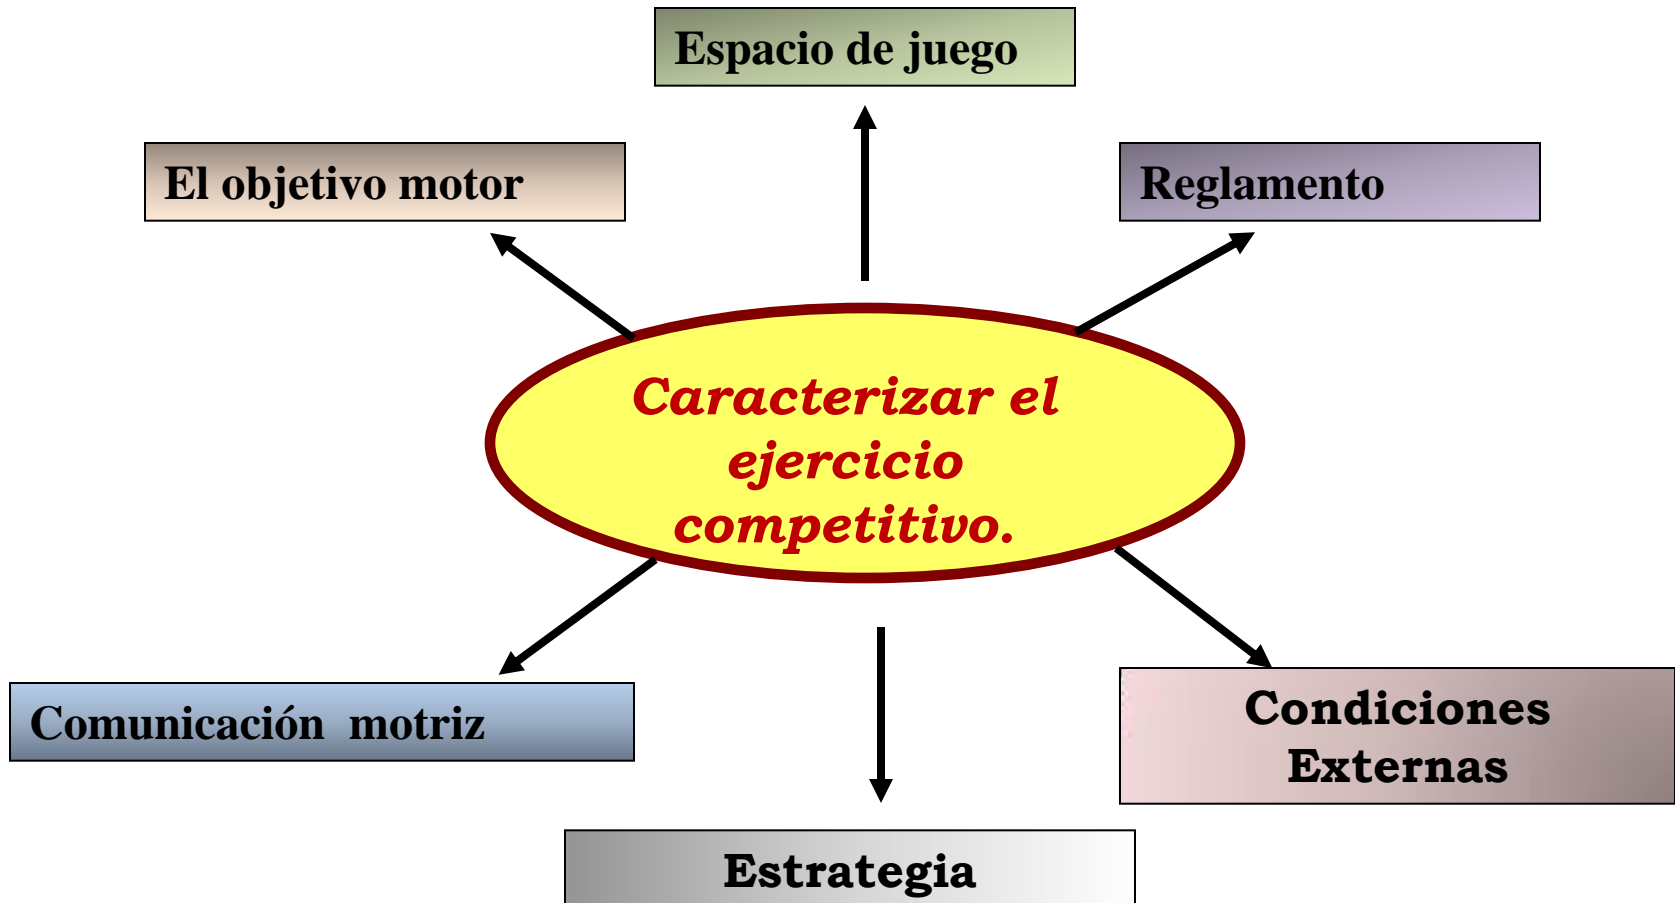 Espacio de juego
El objetivo motor
Reglamento
Caracterizar el
ejercicio
competitivo.
Comunicación  motriz
Condiciones
Externas
Estrategia